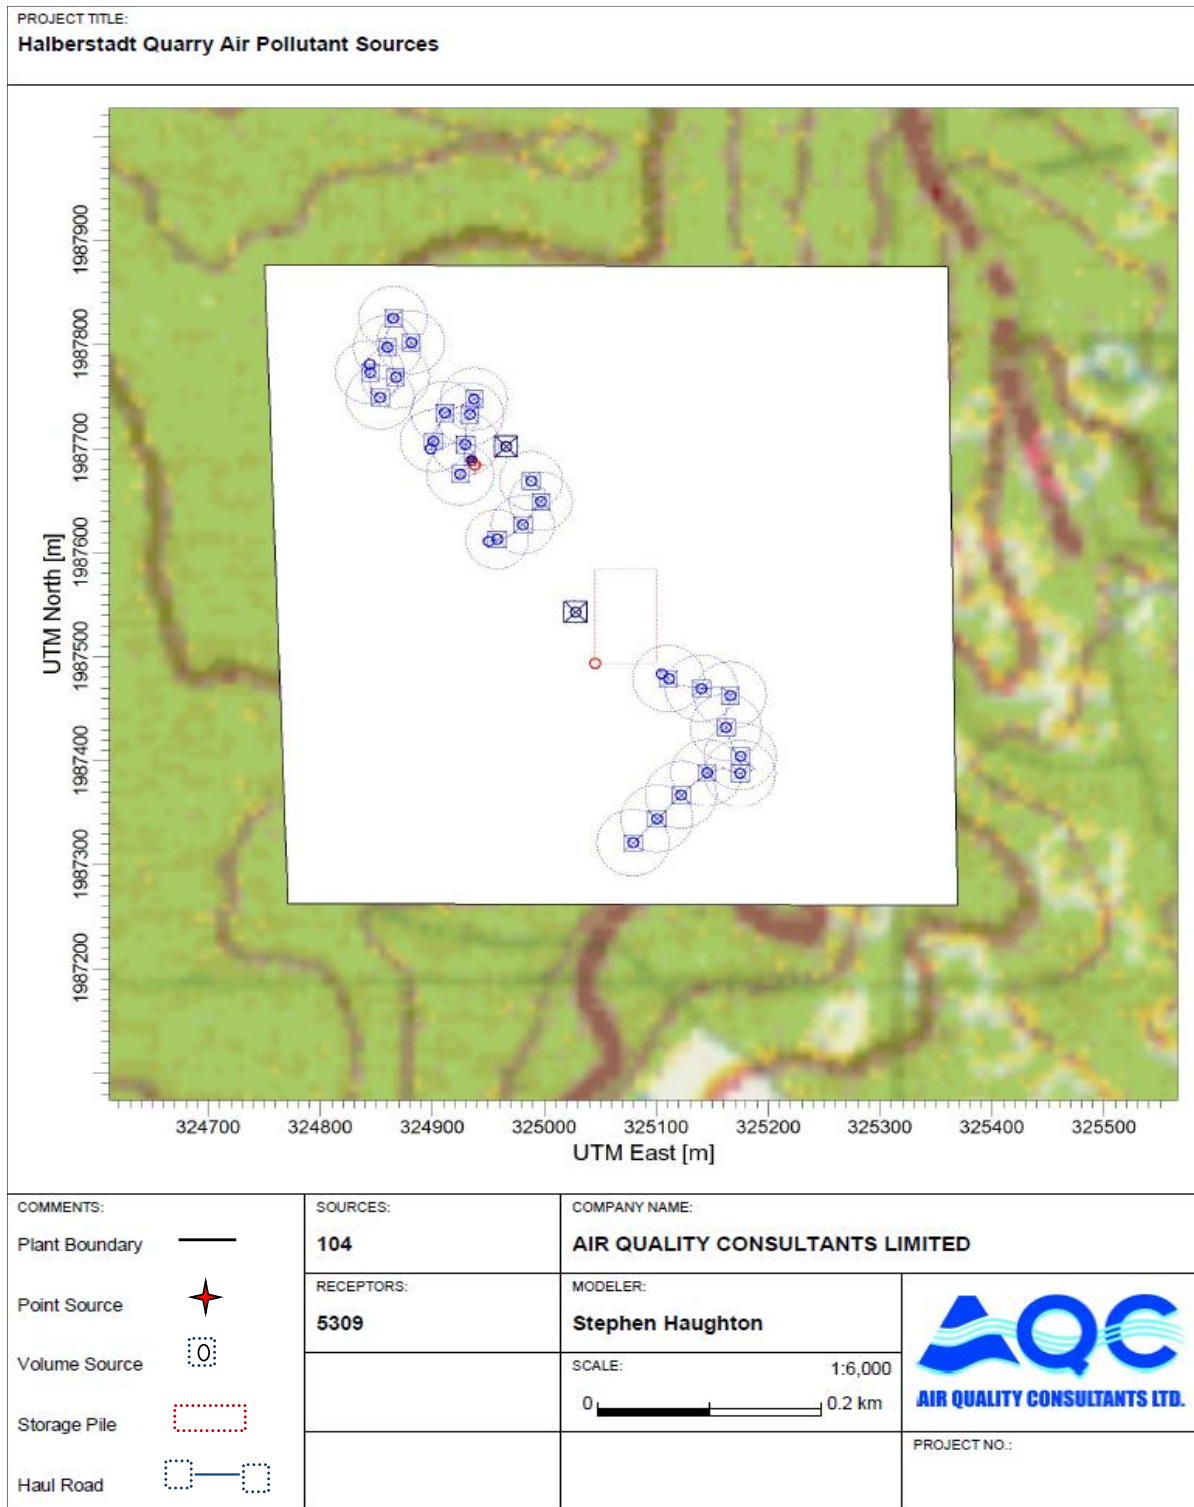 PROJECT TITLE:
Halberstadt Quarry Air Pollutant Sources
UTM North [m]
1987900
1987800
1987700
1987600
1987500
1987400
1987300
1987200
324700 324800 324900 325000 325100 325200 325300 325400 325500
UTM East [m]
COMMENTS:
Plant Boundary
Point Source
Volume Source
Storage Pile
Haul Road
SOURCES:
104
RECEPTORS:
5309
COMPANY NAME:
AIR QUALITY CONSULTANTS LIMITED
MODELER:
Stephen Haughton
SCALE: 1:6,000
0 0.2 km
AQC
AIR QUALITY CONSULTANTS LTD.
PROJECT NO.: